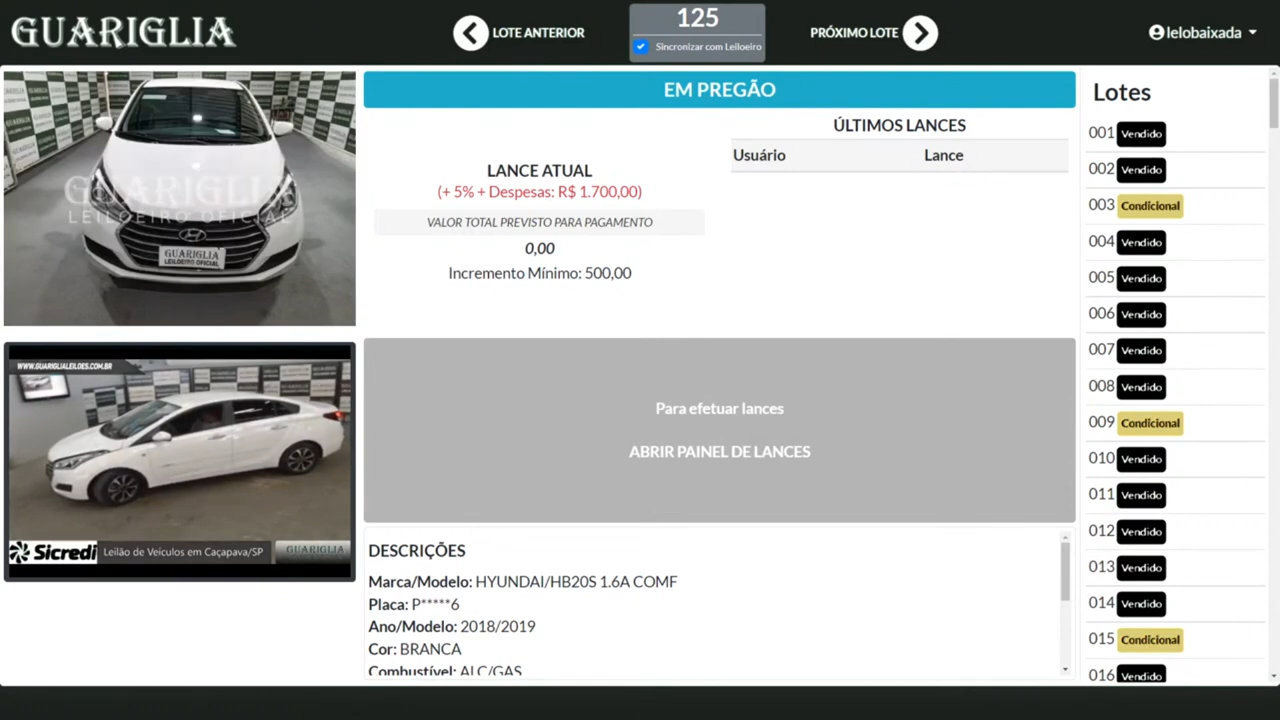 GUARIGLIA
LOTE ANTERIOR
125
Sincronizar com Leiloeiro
PRÓXIMO LOTE
lelobaixada
GUARIGLIA
LEILOEIRO OFICIAL
GUARIGLIA
LEILOEIRO OFICIAL
EM PREGÃO
LANCE ATUAL
(+ 5% + Despesas: R$ 1.700,00)
VALOR TOTAL PREVISTO PARA PAGAMENTO
0,00
Incremento Mínimo: 500,00
ÚLTIMOS LANCES
Usuário Lance
WWW.GUARIGLIALEILOES.COM.BR
Sicredi
Leilão de Veículos em Caçapava/SP
GUARIGLIA
Para efetuar lances
ABRIR PAINEL DE LANCES
DESCRIÇÕES
Marca/Modelo: HYUNDAI/HB20S 1.6A COMF
Placa: P*****6
Ano/Modelo: 2018/2019
Cor: BRANCA
Combustível: ALC/GAS
Lotes
001 Vendido
002 Vendido
003 Condicional
004 Vendido
005 Vendido
006 Vendido
007 Vendido
008 Vendido
009 Condicional
010 Vendido
011 Vendido
012 Vendido
013 Vendido
014 Vendido
015 Condicional
016 Vendido